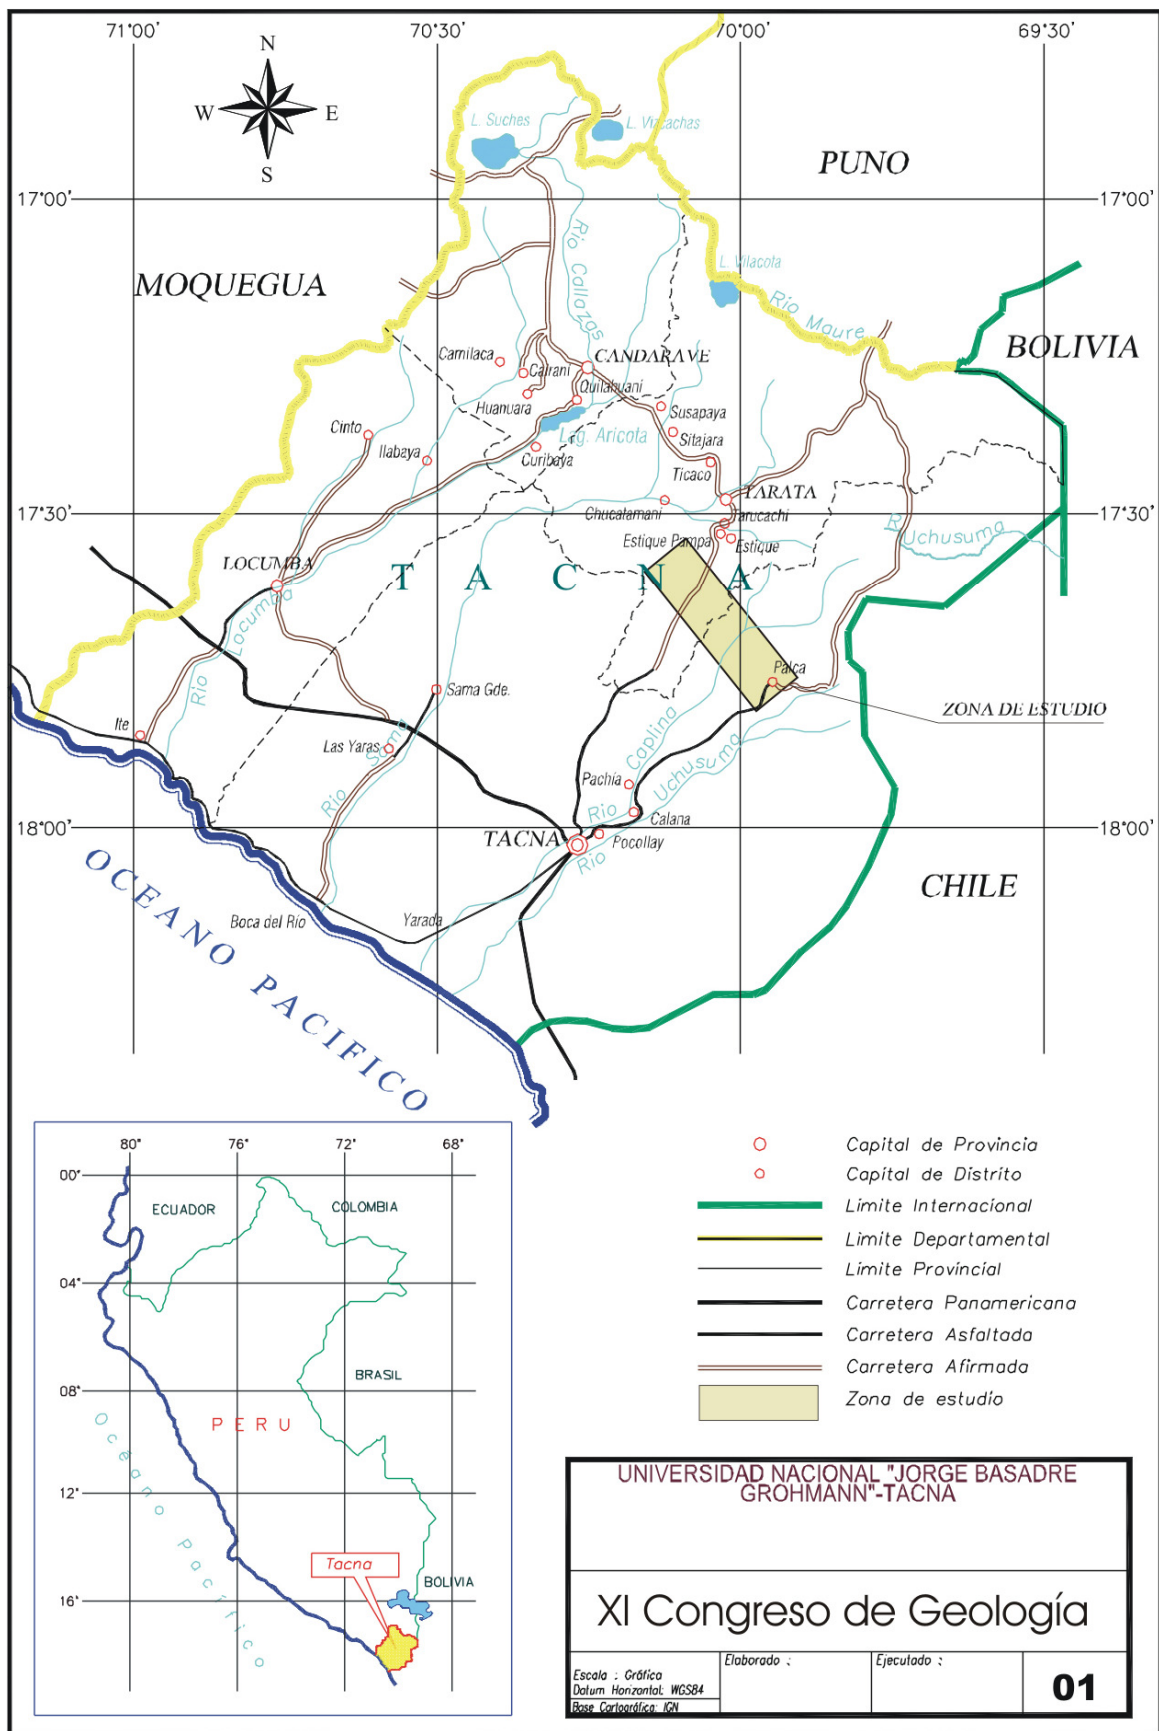 71°00'
70°30'
70°00'
69°30'
N
W
E
S
L. Suches
L. Vizcachas
PUNO
17°00'
17°00'
MOQUEGUA
Río Callazas
L. Vilacota
Rio Maure
BOLIVIA
Camilaca
Cairani
CANDARAVE
Quilahuani
Huanuara
Susapaya
Cinto
Lag. Aricota
Sitajara
Ilabaya
Curibaya
Ticaco
TARATA
Chucatamani
arucachi
17°30'
17°30'
Estique Pampa
Estique
R. Uchusuma
LOCUMBA
T A C N A
Rio Locumba
Palca
Sama Gde.
ZONA DE ESTUDIO
Ite
Las Yaras
Rio Sama
Pachia
Rio Caplina
Rio Uchusuma
Calana
18°00'
18°00'
TACNA
Pocollay
CHILE
Boca del Rio
Yarada
OCEANO PACIFICO
80°
76°
72°
68°
00°
ECUADOR
COLOMBIA
04°
BRASIL
08°
PERU
Océano Pacífico
12°
Tacna
BOLIVIA
16°
Capital de Provincia
Capital de Distrito
Limite Internacional
Limite Departamental
Limite Provincial
Carretera Panamericana
Carretera Asfaltada
Carretera Afirmada
Zona de estudio
UNIVERSIDAD NACIONAL "JORGE BASADRE
GROHMANN"-TACNA
XI Congreso de Geología
Escala : Gráfica
Datum Horizontal: WGS84
Base Cartográfica: IGN
Elaborado :
Ejecutado :
01